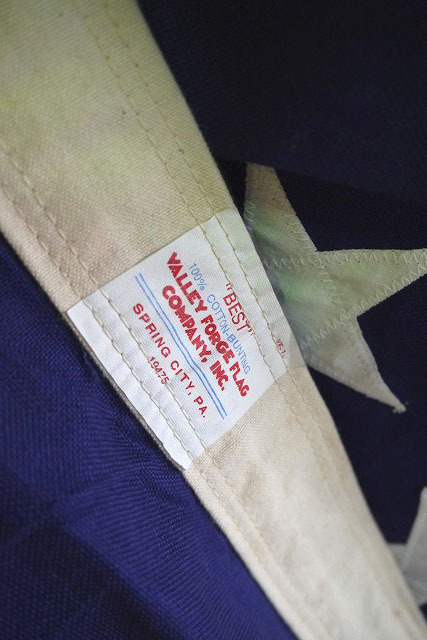 "BEST"
100% COTTON-BUNTING
VALLEY FORGE FLAG
COMPANY, INC.
SPRING CITY, PA.
19475